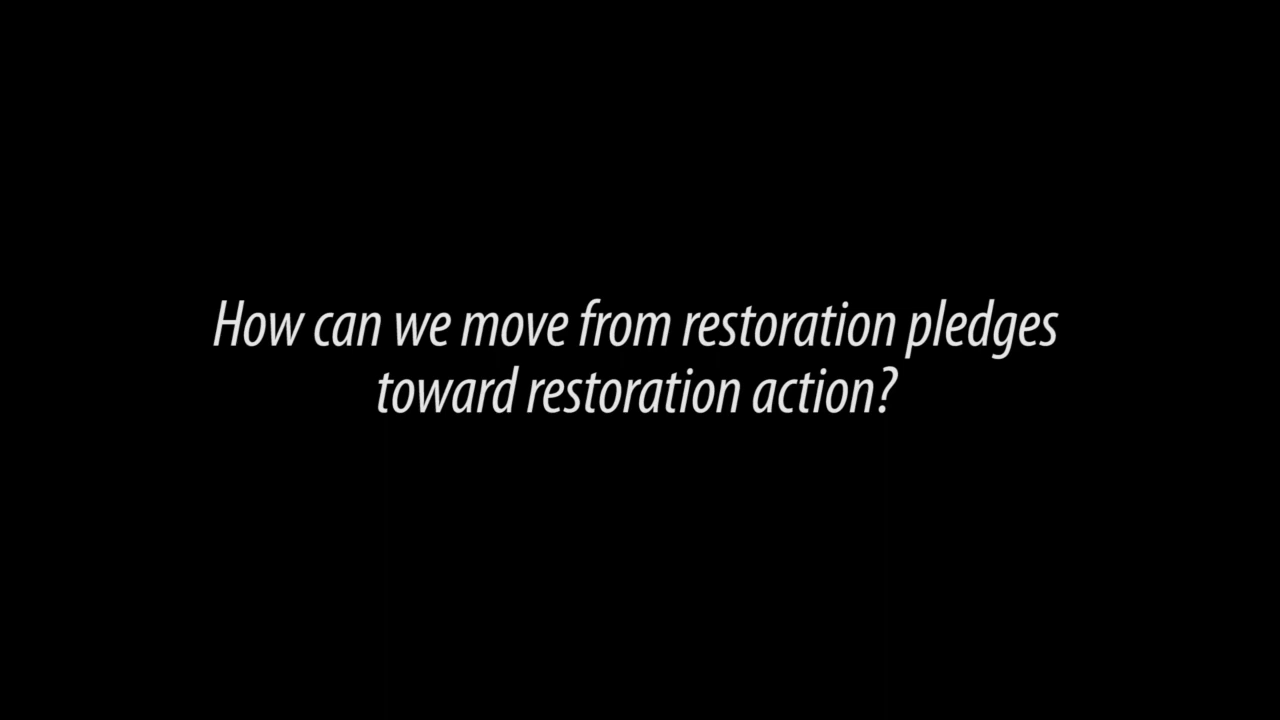 How can we move from restoration pledges
toward restoration action?